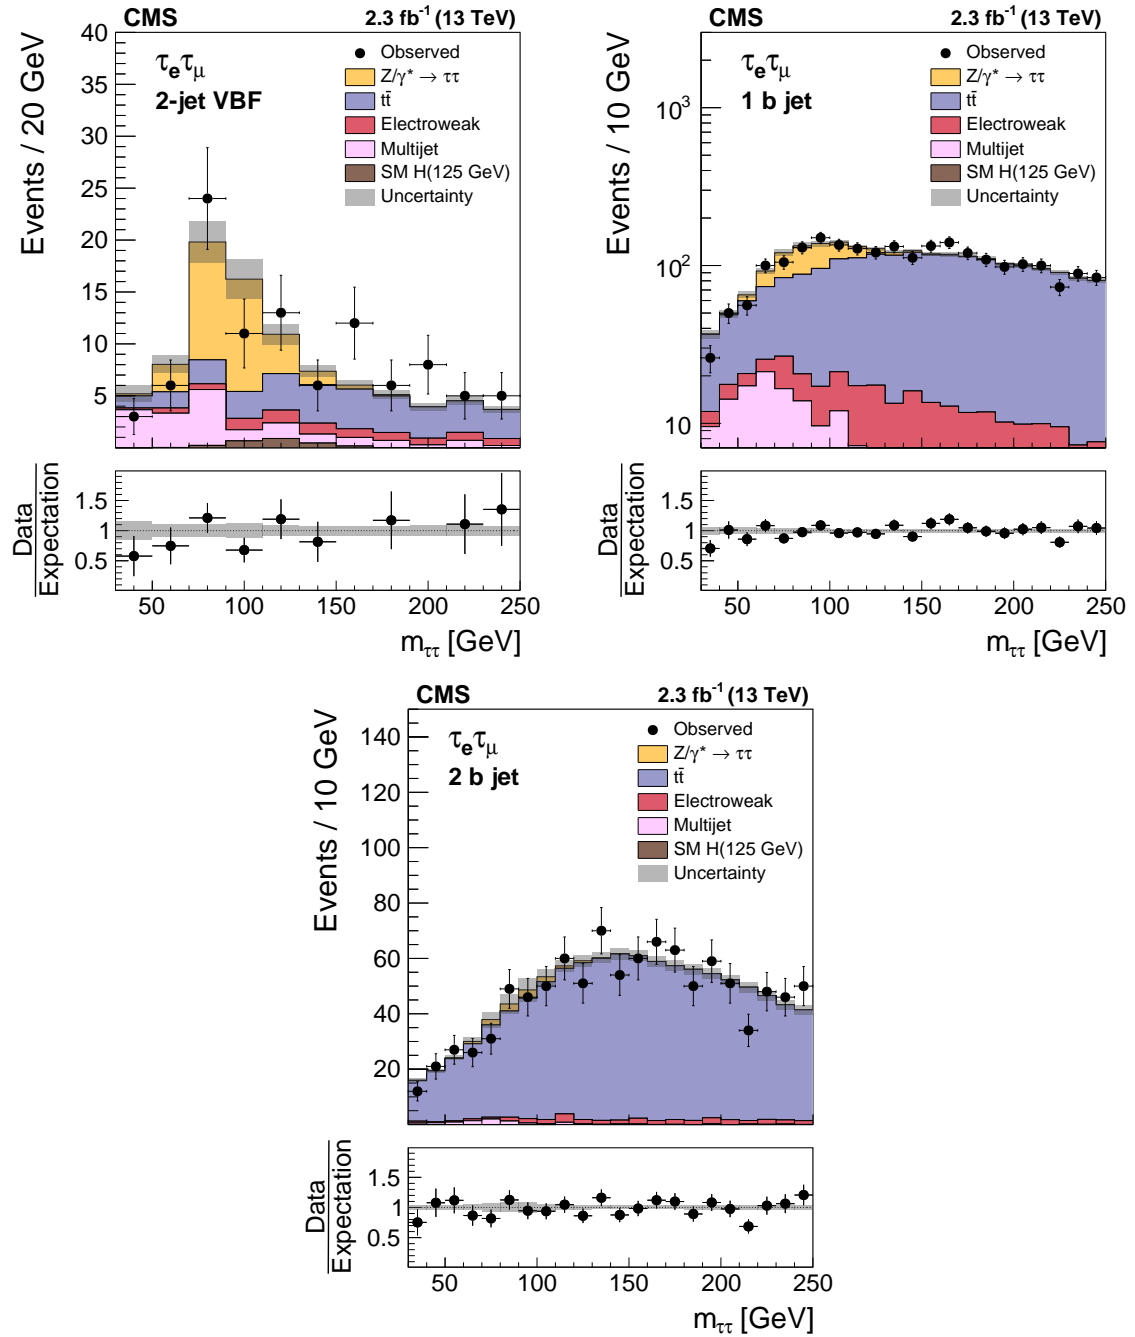 CMS 2.3 fb⁻¹ (13 TeV)
τₑτμ
2-jet VBF
Observed
Z/γ* → ττ
tt̄
Electroweak
Multijet
SM H(125 GeV)
Uncertainty
Events / 20 GeV
40
35
30
25
20
15
10
5
Data
Expectation
1.5
1
0.5
50 100 150 200 250
mττ [GeV]
CMS 2.3 fb⁻¹ (13 TeV)
τₑτμ
1 b jet
Observed
Z/γ* → ττ
tt̄
Electroweak
Multijet
SM H(125 GeV)
Uncertainty
Events / 10 GeV
10³
10²
10
Data
Expectation
1.5
1
0.5
50 100 150 200 250
mττ [GeV]
CMS 2.3 fb⁻¹ (13 TeV)
τₑτμ
2 b jet
Observed
Z/γ* → ττ
tt̄
Electroweak
Multijet
SM H(125 GeV)
Uncertainty
Events / 10 GeV
140
120
100
80
60
40
20
Data
Expectation
1.5
1
0.5
50 100 150 200 250
mττ [GeV]